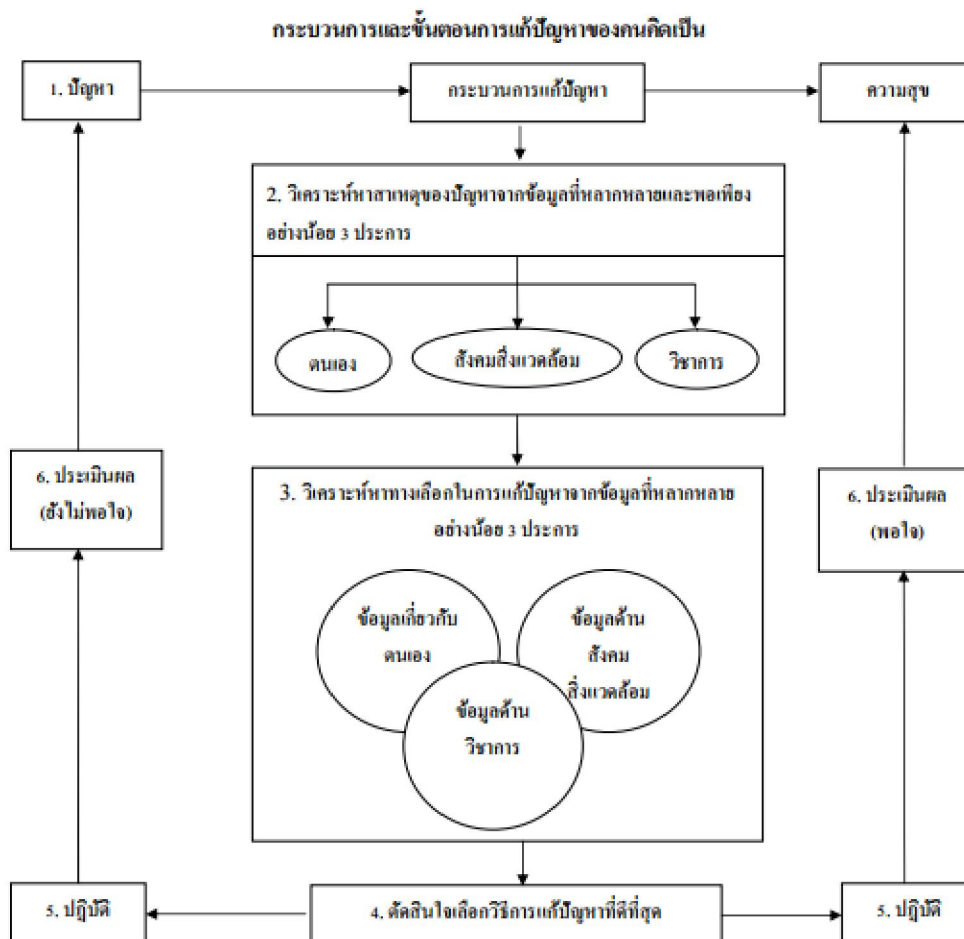 กระบวนการและขั้นตอนการแก้ปัญหาของคนคิดเป็น
1. ปัญหา
กระบวนการแก้ปัญหา
ความสุข
2. วิเคราะห์หาสาเหตุของปัญหาจากข้อมูลที่หลากหลายและพอเพียง
อย่างน้อย 3 ประการ
ตนเอง
สังคมสิ่งแวดล้อม
วิชาการ
6. ประเมินผล
(ยังไม่พอใจ)
3. วิเคราะห์หาทางเลือกในการแก้ปัญหาจากข้อมูลที่หลากหลาย
อย่างน้อย 3 ประการ
6. ประเมินผล
(พอใจ)
ข้อมูลเกี่ยวกับ
ตนเอง
ข้อมูลด้าน
สังคม
สิ่งแวดล้อม
ข้อมูลด้าน
วิชาการ
5. ปฎิบัติ
4. ตัดสินใจเลือกวิธีการแก้ปัญหาที่ดีที่สุด
5. ปฎิบัติ